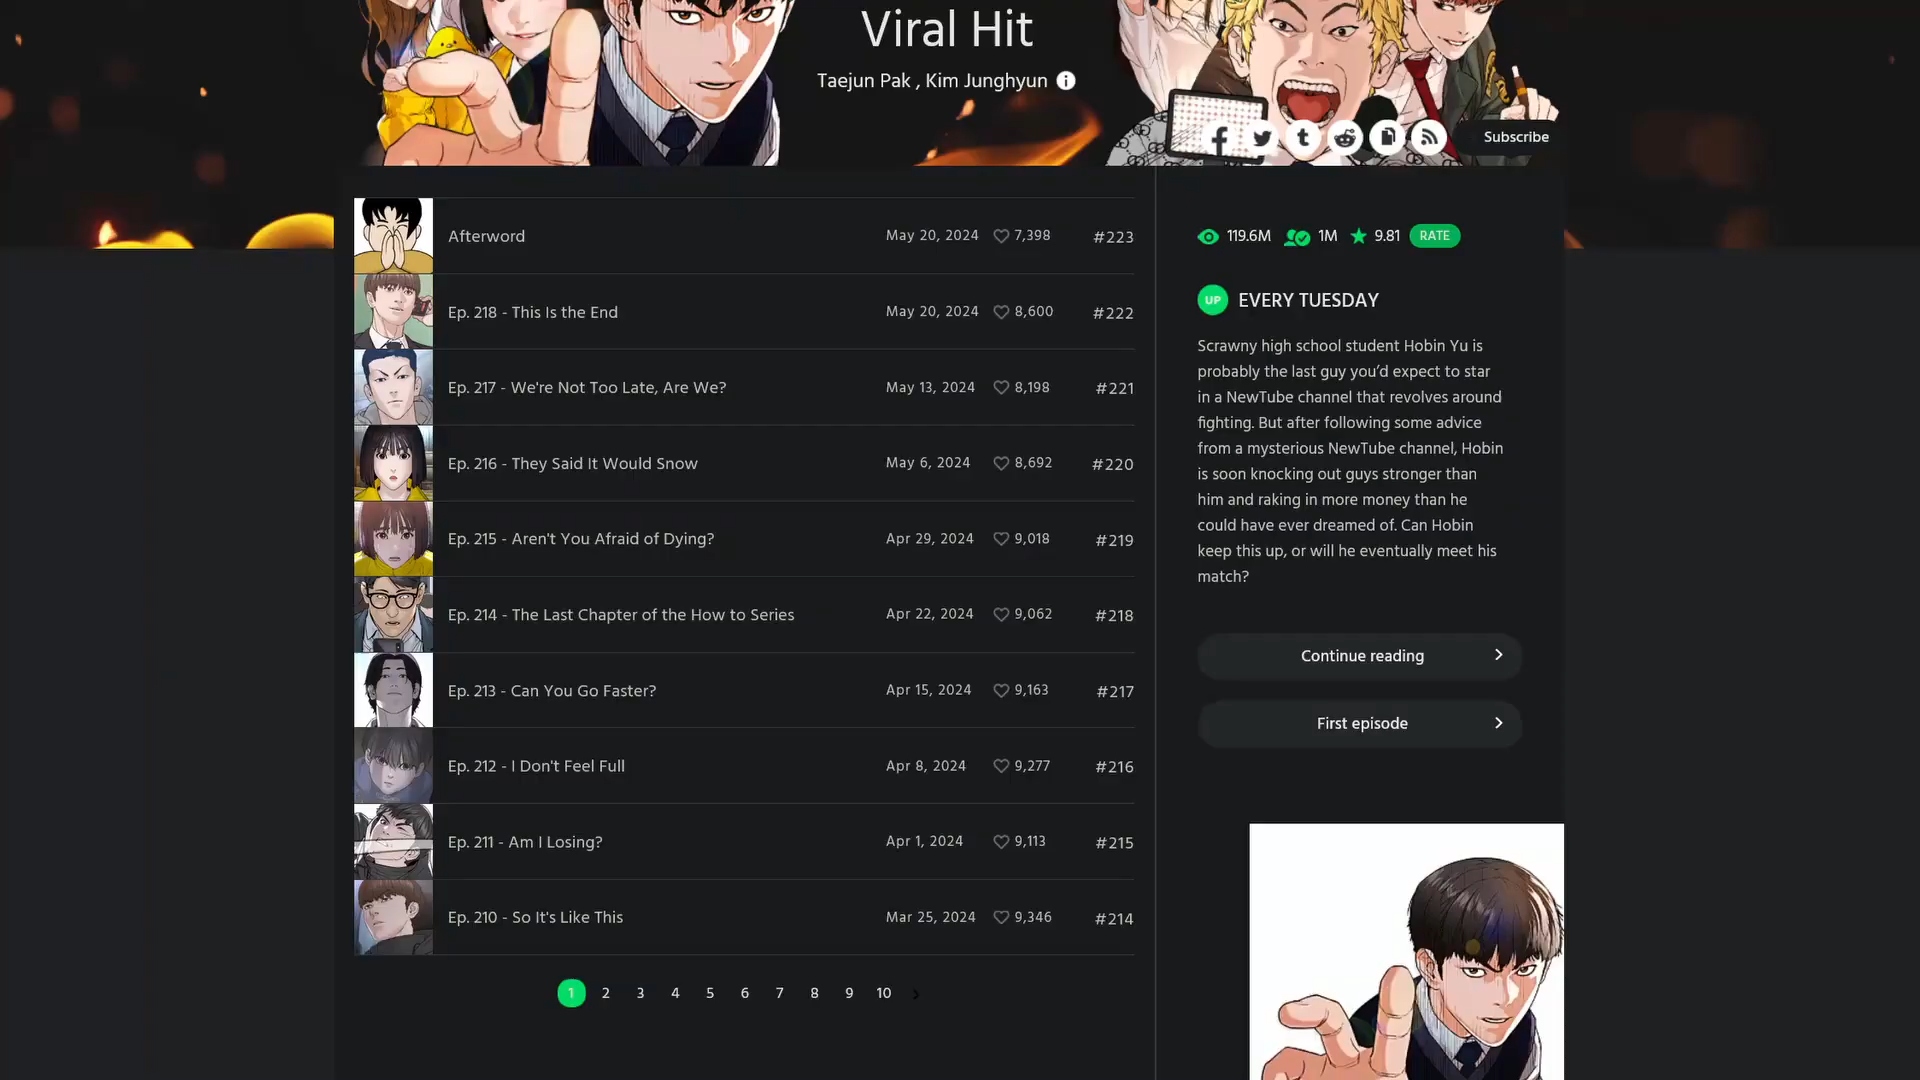 Viral Hit
Taejun Pak , Kim Junghyun
Subscribe
Afterword May 20, 2024 7,398 #223
Ep. 218 - This Is the End May 20, 2024 8,600 #222
Ep. 217 - We're Not Too Late, Are We? May 13, 2024 8,198 #221
Ep. 216 - They Said It Would Snow May 6, 2024 8,692 #220
Ep. 215 - Aren't You Afraid of Dying? Apr 29, 2024 9,018 #219
Ep. 214 - The Last Chapter of the How to Series Apr 22, 2024 9,062 #218
Ep. 213 - Can You Go Faster? Apr 15, 2024 9,163 #217
Ep. 212 - I Don't Feel Full Apr 8, 2024 9,277 #216
Ep. 211 - Am I Losing? Apr 1, 2024 9,113 #215
Ep. 210 - So It's Like This Mar 25, 2024 9,346 #214
1 2 3 4 5 6 7 8 9 10
119.6M 1M 9.81 RATE
UP EVERY TUESDAY
Scrawny high school student Hobin Yu is
probably the last guy you’d expect to star
in a NewTube channel that revolves around
fighting. But after following some advice
from a mysterious NewTube channel, Hobin
is soon knocking out guys stronger than
him and raking in more money than he
could have ever dreamed of. Can Hobin
keep this up, or will he eventually meet his
match?
Continue reading
First episode